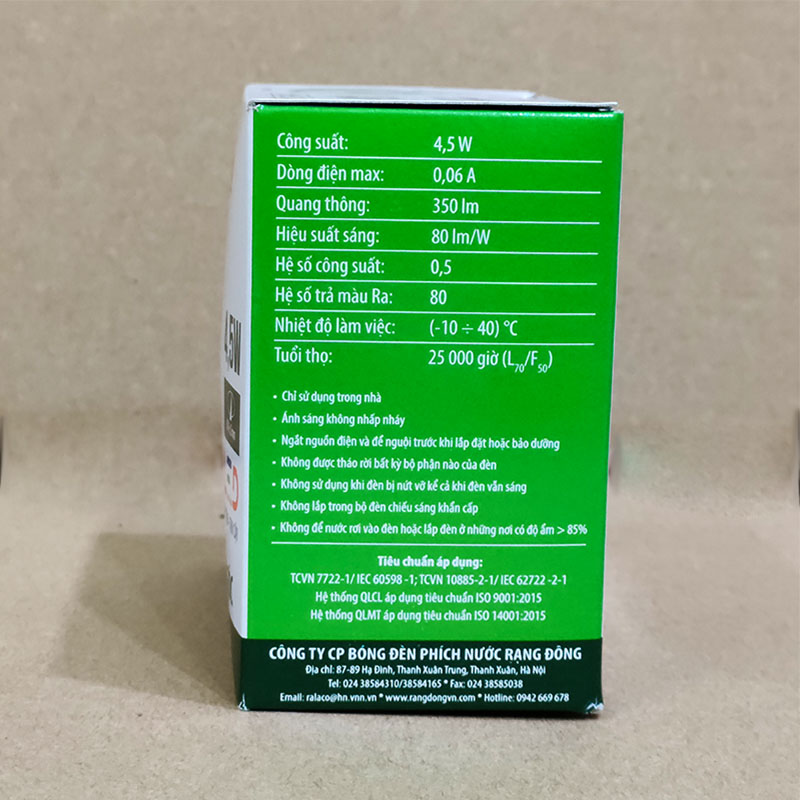 Công suất: 4,5 W
Dòng điện max: 0,06 A
Quang thông: 350 lm
Hiệu suất sáng: 80 lm/W
Hệ số công suất: 0,5
Hệ số trả màu Ra: 80
Nhiệt độ làm việc: (-10 ÷ 40) °C
Tuổi thọ: 25 000 giờ (L70/F50)
• Chỉ sử dụng trong nhà
• Ánh sáng không nhấp nháy
• Ngắt nguồn điện và để nguội trước khi lắp đặt hoặc bảo dưỡng
• Không được tháo rời bất kỳ bộ phận nào của đèn
• Không sử dụng khi đèn bị nứt vỡ kể cả khi đèn vẫn sáng
• Không lắp trong bộ đèn chiếu sáng khẩn cấp
• Không để nước rơi vào đèn hoặc lắp đèn ở những nơi có độ ẩm > 85%
Tiêu chuẩn áp dụng:
TCVN 7722-1/ IEC 60598 -1; TCVN 10885-2-1/ IEC 62722 -2-1
Hệ thống QLCL áp dụng tiêu chuẩn ISO 9001:2015
Hệ thống QLMT áp dụng tiêu chuẩn ISO 14001:2015
CÔNG TY CP BÓNG ĐÈN PHÍCH NƯỚC RẠNG ĐÔNG
Địa chỉ: 87-89 Hạ Đình, Thanh Xuân Trung, Thanh Xuân, Hà Nội
Tel: 024 38584310/38584165 * Fax: 024 38585038
Email: ralaco@hn.vnn.vn * www.rangdongvn.com * Hotline: 0942 669 678
4,5W